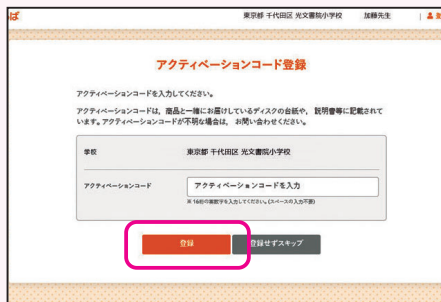 ば 東京都 千代田区 光文書院小学校 加藤先生
アクティベーションコード登録
アクティベーションコードを入力してください。
アクティベーションコードは、商品と一緒にお届けしているディスクの台紙や、説明書等に記載されて
います。アクティベーションコードが不明な場合は、お問い合わせください。
学校 東京都 千代田区 光文書院小学校
アクティベーションコード アクティベーションコードを入力
※ 16桁の英数字を入力してください。(スペースの入力不要)
登録 登録せずスキップ